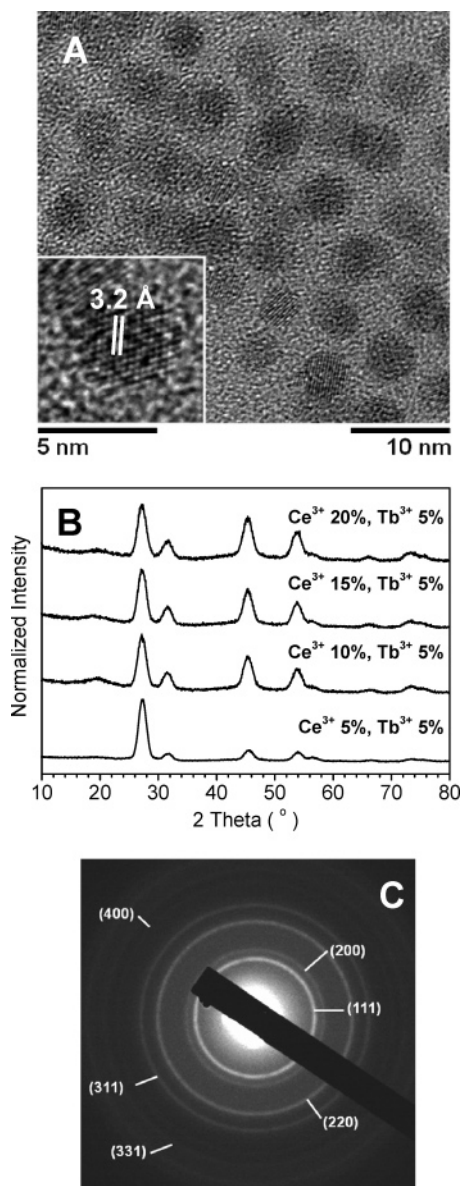 A
3.2 Å
5 nm
10 nm
B
Ce³⁺ 20%, Tb³⁺ 5%
Ce³⁺ 15%, Tb³⁺ 5%
Ce³⁺ 10%, Tb³⁺ 5%
Ce³⁺ 5%, Tb³⁺ 5%
Normalized Intensity
10 20 30 40 50 60 70 80
2 Theta ( ° )
C
(400)
(200)
(111)
(311)
(220)
(331)